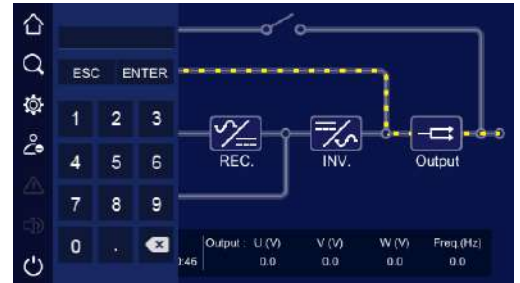 ESC ENTER
1 2 3
4 5 6
7 8 9
0 .
REC. INV. Output
:46 Output : U (V) V (V) W (V) Freq.(Hz)
0.0 0.0 0.0 0.0